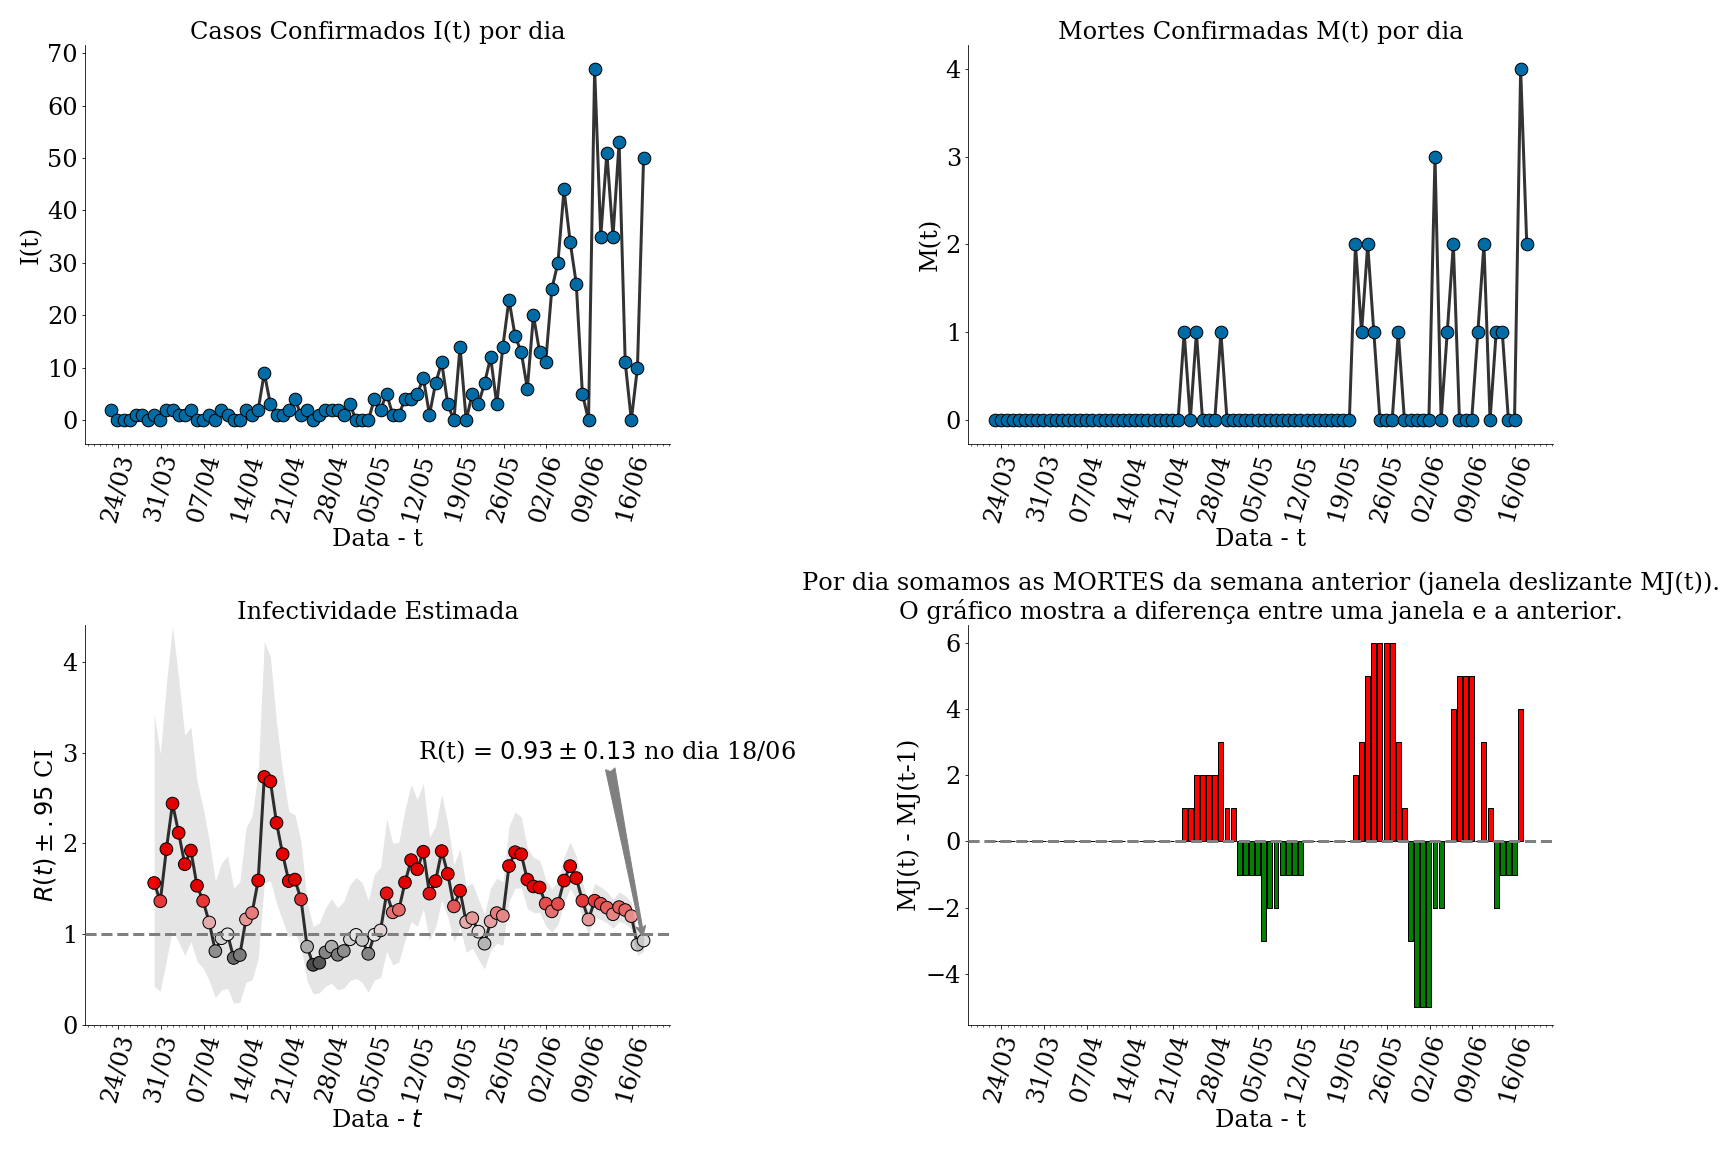 Casos Confirmados I(t) por dia
70
60
50
40
30
20
10
0
I(t)
24/03 31/03 07/04 14/04 21/04 28/04 05/05 12/05 19/05 26/05 02/06 09/06 16/06
Data - t
Mortes Confirmadas M(t) por dia
4
3
2
1
0
M(t)
24/03 31/03 07/04 14/04 21/04 28/04 05/05 12/05 19/05 26/05 02/06 09/06 16/06
Data - t
Infectividade Estimada
4
3
2
1
0
R(t) ± .95 CI
R(t) = 0.93 ± 0.13 no dia 18/06
24/03 31/03 07/04 14/04 21/04 28/04 05/05 12/05 19/05 26/05 02/06 09/06 16/06
Data - t
Por dia somamos as MORTES da semana anterior (janela deslizante MJ(t)).
O gráfico mostra a diferença entre uma janela e a anterior.
6
4
2
0
−2
−4
MJ(t) - MJ(t-1)
24/03 31/03 07/04 14/04 21/04 28/04 05/05 12/05 19/05 26/05 02/06 09/06 16/06
Data - t